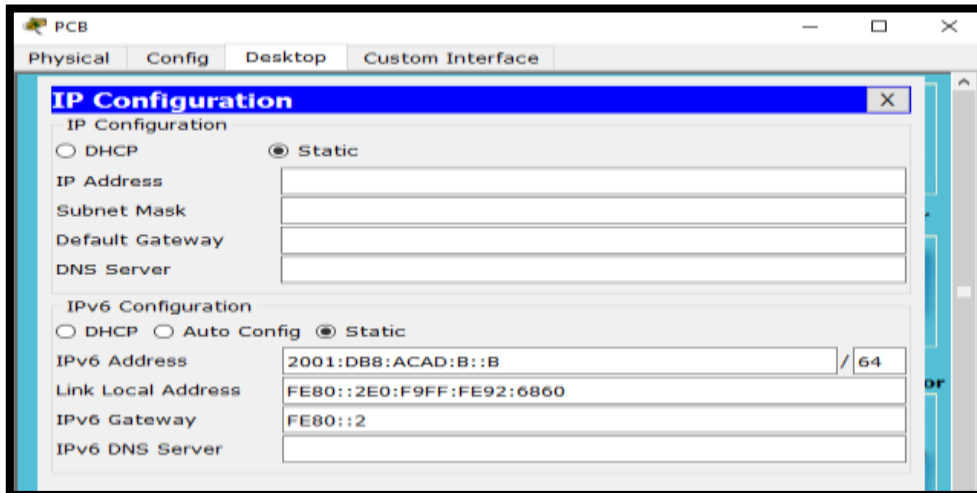 PCB
Physical Config Desktop Custom Interface
IP Configuration X
IP Configuration
DHCP Static
IP Address
Subnet Mask
Default Gateway
DNS Server
IPv6 Configuration
DHCP Auto Config Static
IPv6 Address 2001:DB8:ACAD:B::B / 64
Link Local Address FE80::2E0:F9FF:FE92:6860
IPv6 Gateway FE80::2
IPv6 DNS Server
or